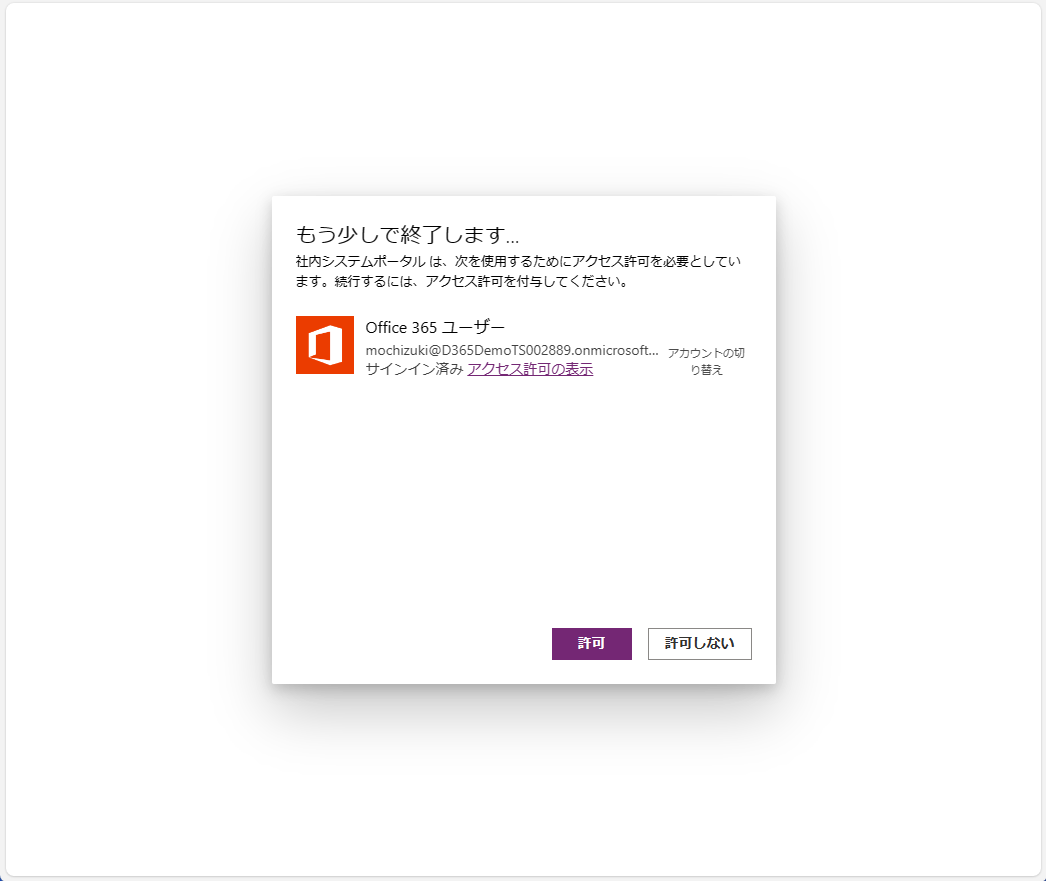 もう少しで終了します...
社内システムポータル は、次を使用するためにアクセス許可を必要としてい
ます。続行するには、アクセス許可を付与してください。
Office 365 ユーザー
mochizuki@D365DemoTS002889.onmicrosoft...
サインイン済み アクセス許可の表示
アカウントの切
り替え
許可
許可しない